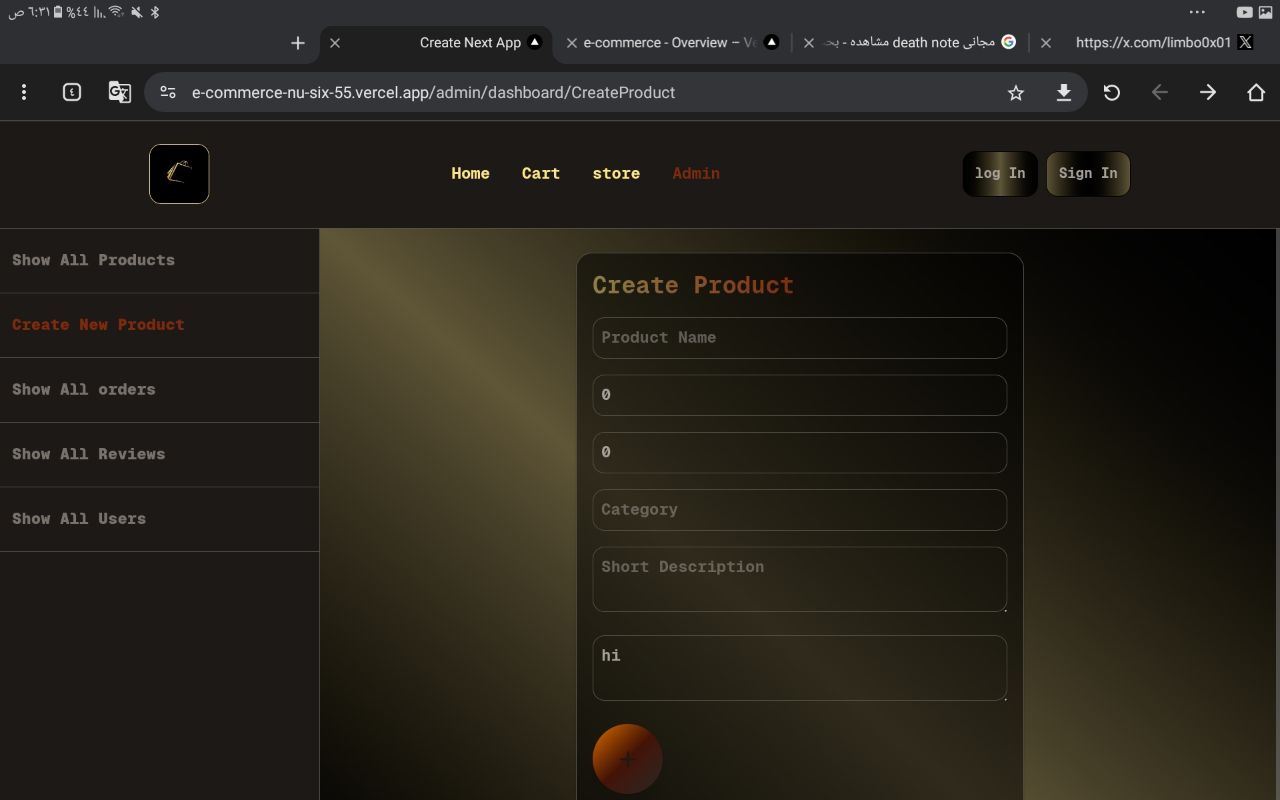 ٦:٣١ ص %٤٤
Create Next App
e-commerce - Overview – Ve
مشاهده death note مجانى - بحـ
https://x.com/limbo0x01
٤
e-commerce-nu-six-55.vercel.app/admin/dashboard/CreateProduct
Home Cart store Admin
log In Sign In
Show All Products
Create New Product
Show All orders
Show All Reviews
Show All Users
Create Product
Product Name
0
0
Category
Short Description
hi
+